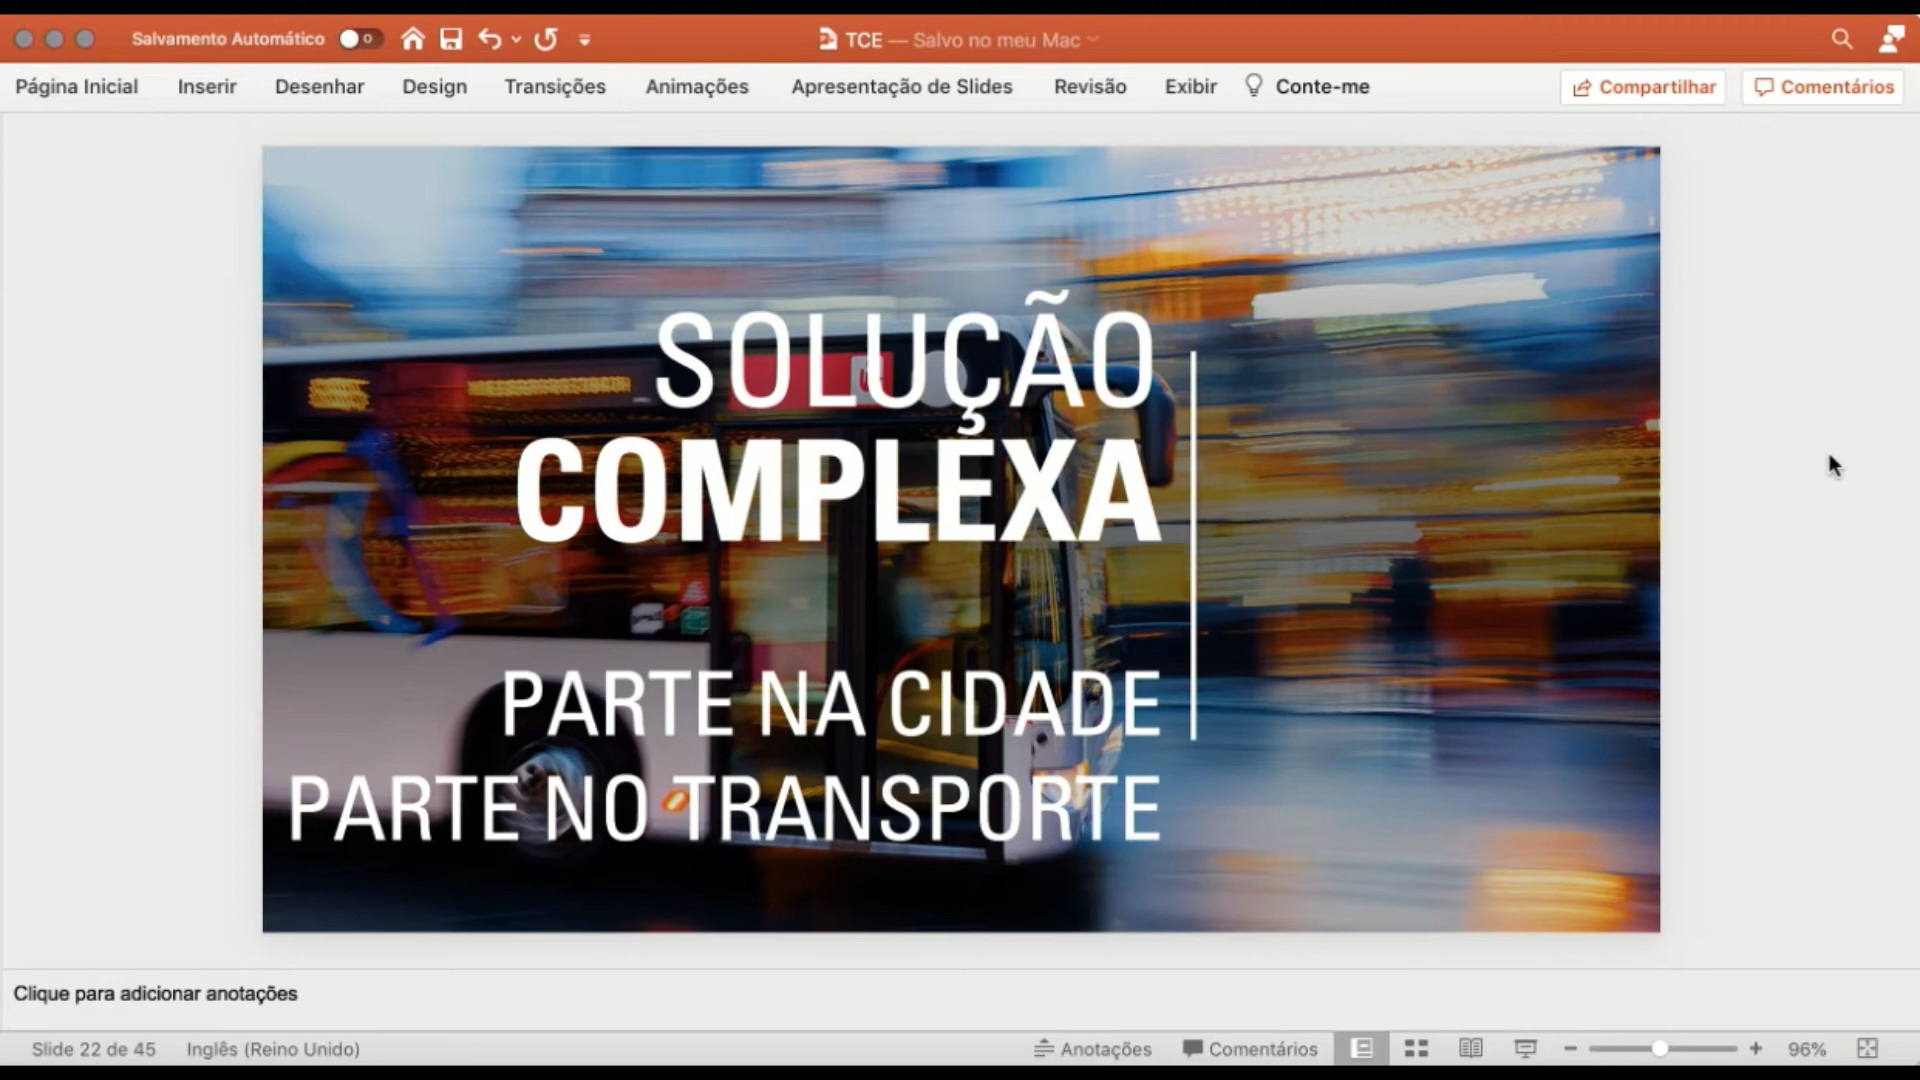 Salvamento Automático
TCE — Salvo no meu Mac
Página Inicial Inserir Desenhar Design Transições Animações Apresentação de Slides Revisão Exibir Conte-me Compartilhar Comentários
SOLUÇÃO
COMPLEXA
PARTE NA CIDADE
PARTE NO TRANSPORTE
Clique para adicionar anotações
Slide 22 de 45 Inglês (Reino Unido) Anotações Comentários 96%